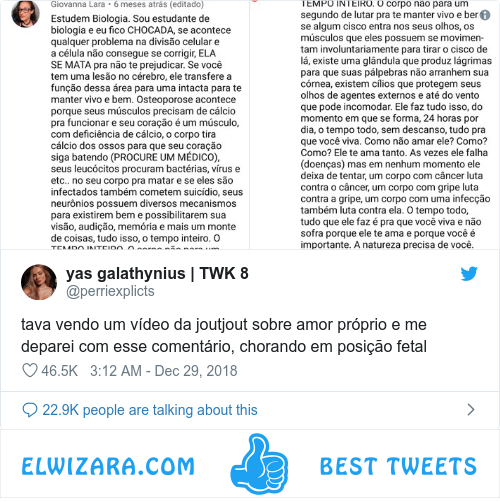 Giovanna Lara • 6 meses atrás (editado)
Estudem Biologia. Sou estudante de
biologia e eu fico CHOCADA, se acontece
qualquer problema na divisão celular e
a célula não consegue se corrigir, ELA
SE MATA pra não te prejudicar. Se você
tem uma lesão no cérebro, ele transfere a
função dessa área para uma intacta para te
manter vivo e bem. Osteoporose acontece
porque seus músculos precisam de cálcio
pra funcionar e seu coração é um músculo,
com deficiência de cálcio, o corpo tira
cálcio dos ossos para que seu coração
siga batendo (PROCURE UM MÉDICO),
seus leucócitos procuram bactérias, vírus e
etc.. no seu corpo pra matar e se eles são
infectados também cometem suicídio, seus
neurônios possuem diversos mecanismos
para existirem bem e possibilitarem sua
visão, audição, memória e mais um monte
de coisas, tudo isso, o tempo inteiro. O
TEMPO INTEIRO. O corpo não para um
TEMPO INTEIRO. O corpo não para um
segundo de lutar pra te manter vivo e ber
se algum cisco entra nos seus olhos, os
músculos que eles possuem se movimen-
tam involuntariamente para tirar o cisco de
lá, existe uma glândula que produz lágrimas
para que suas pálpebras não arranhem sua
córnea, existem cílios que protegem seus
olhos de agentes externos e até do vento
que pode incomodar. Ele faz tudo isso, do
momento em que se forma, 24 horas por
dia, o tempo todo, sem descanso, tudo pra
que você viva. Como não amar ele? Como?
Como? Ele te ama tanto. As vezes ele falha
(doenças) mas em nenhum momento ele
deixa de tentar, um corpo com câncer luta
contra o câncer, um corpo com gripe luta
contra a gripe, um corpo com uma infecção
também luta contra ela. O tempo todo,
tudo que ele faz é pra que você viva e não
sofra porque ele te ama e porque você é
importante. A natureza precisa de você.
yas galathynius | TWK 8
@perriexplicts
tava vendo um vídeo da joutjout sobre amor próprio e me
deparei com esse comentário, chorando em posição fetal
46.5K 3:12 AM - Dec 29, 2018
22.9K people are talking about this
ELWIZARA.COM BEST TWEETS